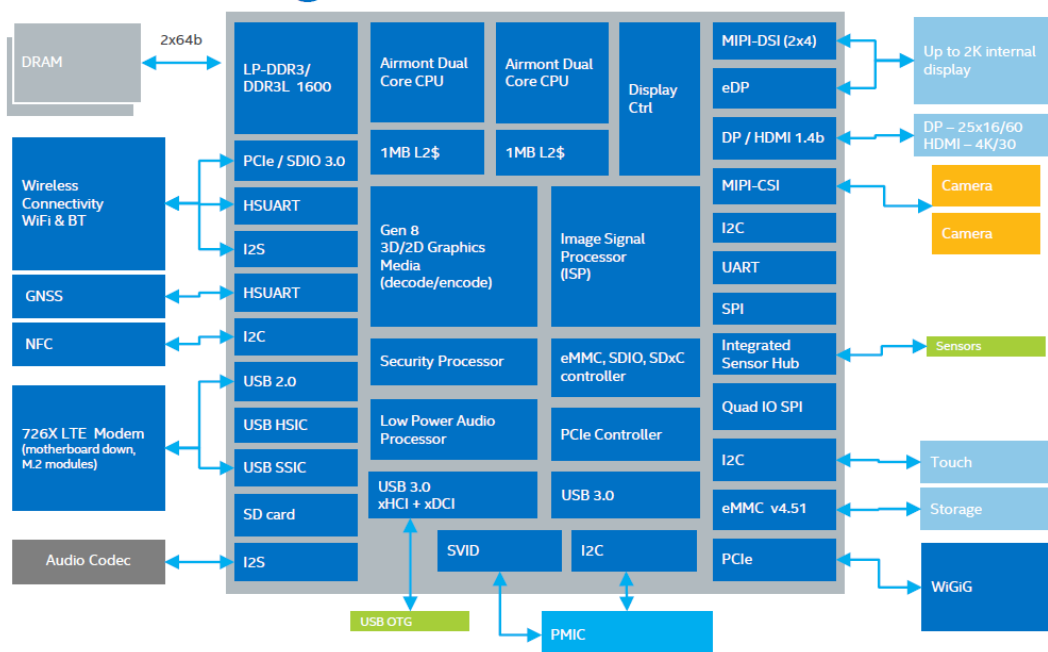 DRAM
2x64b
Wireless
Connectivity
WiFi & BT
GNSS
NFC
726X LTE Modem
(motherboard down,
M.2 modules)
Audio Codec
LP-DDR3/
DDR3L 1600
PCIe / SDIO 3.0
HSUART
I2S
HSUART
I2C
USB 2.0
USB HSIC
USB SSIC
SD card
I2S
Airmont Dual
Core CPU
Airmont Dual
Core CPU
1MB L2$
1MB L2$
Display
Ctrl
Gen 8
3D/2D Graphics
Media
(decode/encode)
Image Signal
Processor
(ISP)
Security Processor
eMMC, SDIO, SDxC
controller
Low Power Audio
Processor
PCIe Controller
USB 3.0
xHCI + xDCI
USB 3.0
SVID
I2C
USB OTG
PMIC
MIPI-DSI (2x4)
eDP
DP / HDMI 1.4b
MIPI-CSI
I2C
UART
SPI
Integrated
Sensor Hub
Quad IO SPI
I2C
eMMC v4.51
PCIe
Up to 2K internal
display
DP – 25x16/60
HDMI – 4K/30
Camera
Camera
Sensors
Touch
Storage
WiGiG